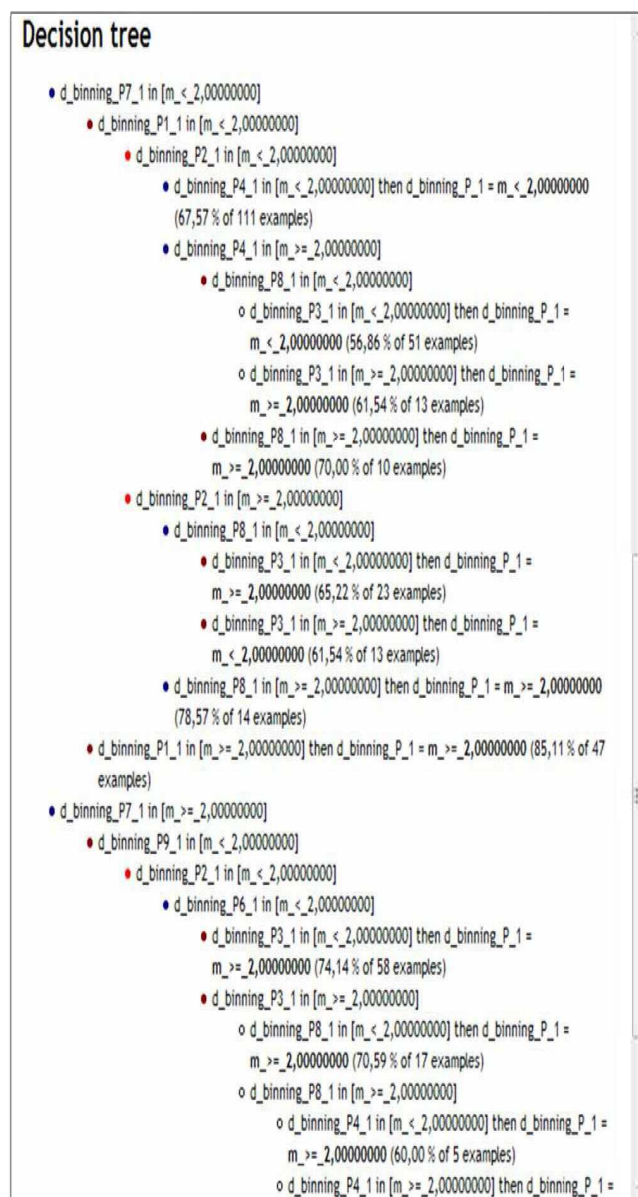 Decision tree
d_binning_P7_1 in [m_<_2,00000000]
d_binning_P1_1 in [m_<_2,00000000]
d_binning_P2_1 in [m_<_2,00000000]
d_binning_P4_1 in [m_<_2,00000000] then d_binning_P_1 = m_<_2,00000000
(67,57 % of 111 examples)
d_binning_P4_1 in [m_>=_2,00000000]
d_binning_P8_1 in [m_<_2,00000000]
d_binning_P3_1 in [m_<_2,00000000] then d_binning_P_1 =
m_<_2,00000000 (56,86 % of 51 examples)
d_binning_P3_1 in [m_>=_2,00000000] then d_binning_P_1 =
m_>=_2,00000000 (61,54 % of 13 examples)
d_binning_P8_1 in [m_>=_2,00000000] then d_binning_P_1 =
m_>=_2,00000000 (70,00 % of 10 examples)
d_binning_P2_1 in [m_>=_2,00000000]
d_binning_P8_1 in [m_<_2,00000000]
d_binning_P3_1 in [m_<_2,00000000] then d_binning_P_1 =
m_>=_2,00000000 (65,22 % of 23 examples)
d_binning_P3_1 in [m_>=_2,00000000] then d_binning_P_1 =
m_<_2,00000000 (61,54 % of 13 examples)
d_binning_P8_1 in [m_>=_2,00000000] then d_binning_P_1 = m_>=_2,00000000
(78,57 % of 14 examples)
d_binning_P1_1 in [m_>=_2,00000000] then d_binning_P_1 = m_>=_2,00000000 (85,11 % of 47
examples)
d_binning_P7_1 in [m_>=_2,00000000]
d_binning_P9_1 in [m_<_2,00000000]
d_binning_P2_1 in [m_<_2,00000000]
d_binning_P6_1 in [m_<_2,00000000]
d_binning_P3_1 in [m_<_2,00000000] then d_binning_P_1 =
m_>=_2,00000000 (74,14 % of 58 examples)
d_binning_P3_1 in [m_>=_2,00000000]
d_binning_P8_1 in [m_<_2,00000000] then d_binning_P_1 =
m_>=_2,00000000 (70,59 % of 17 examples)
d_binning_P8_1 in [m_>=_2,00000000]
d_binning_P4_1 in [m_<_2,00000000] then d_binning_P_1 =
m_>=_2,00000000 (60,00 % of 5 examples)
d_binning_P4_1 in [m_>=_2,00000000] then d_binning_P_1 =